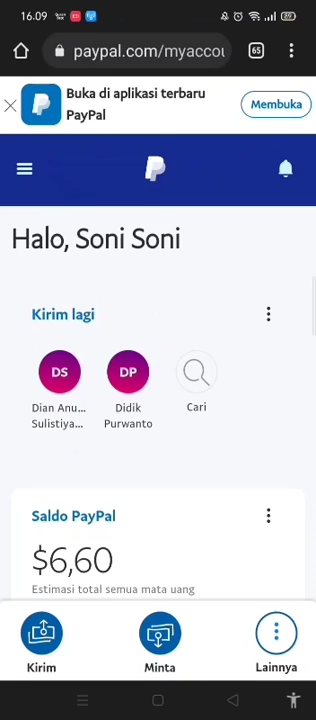 16.09
89
paypal.com/myaccou
65
Buka di aplikasi terbaru
PayPal
Membuka
Halo, Soni Soni
Kirim lagi
DS
DP
Dian Anu...
Sulistiya...
Didik
Purwanto
Cari
Saldo PayPal
$6,60
Estimasi total semua mata uang
Kirim
Minta
Lainnya